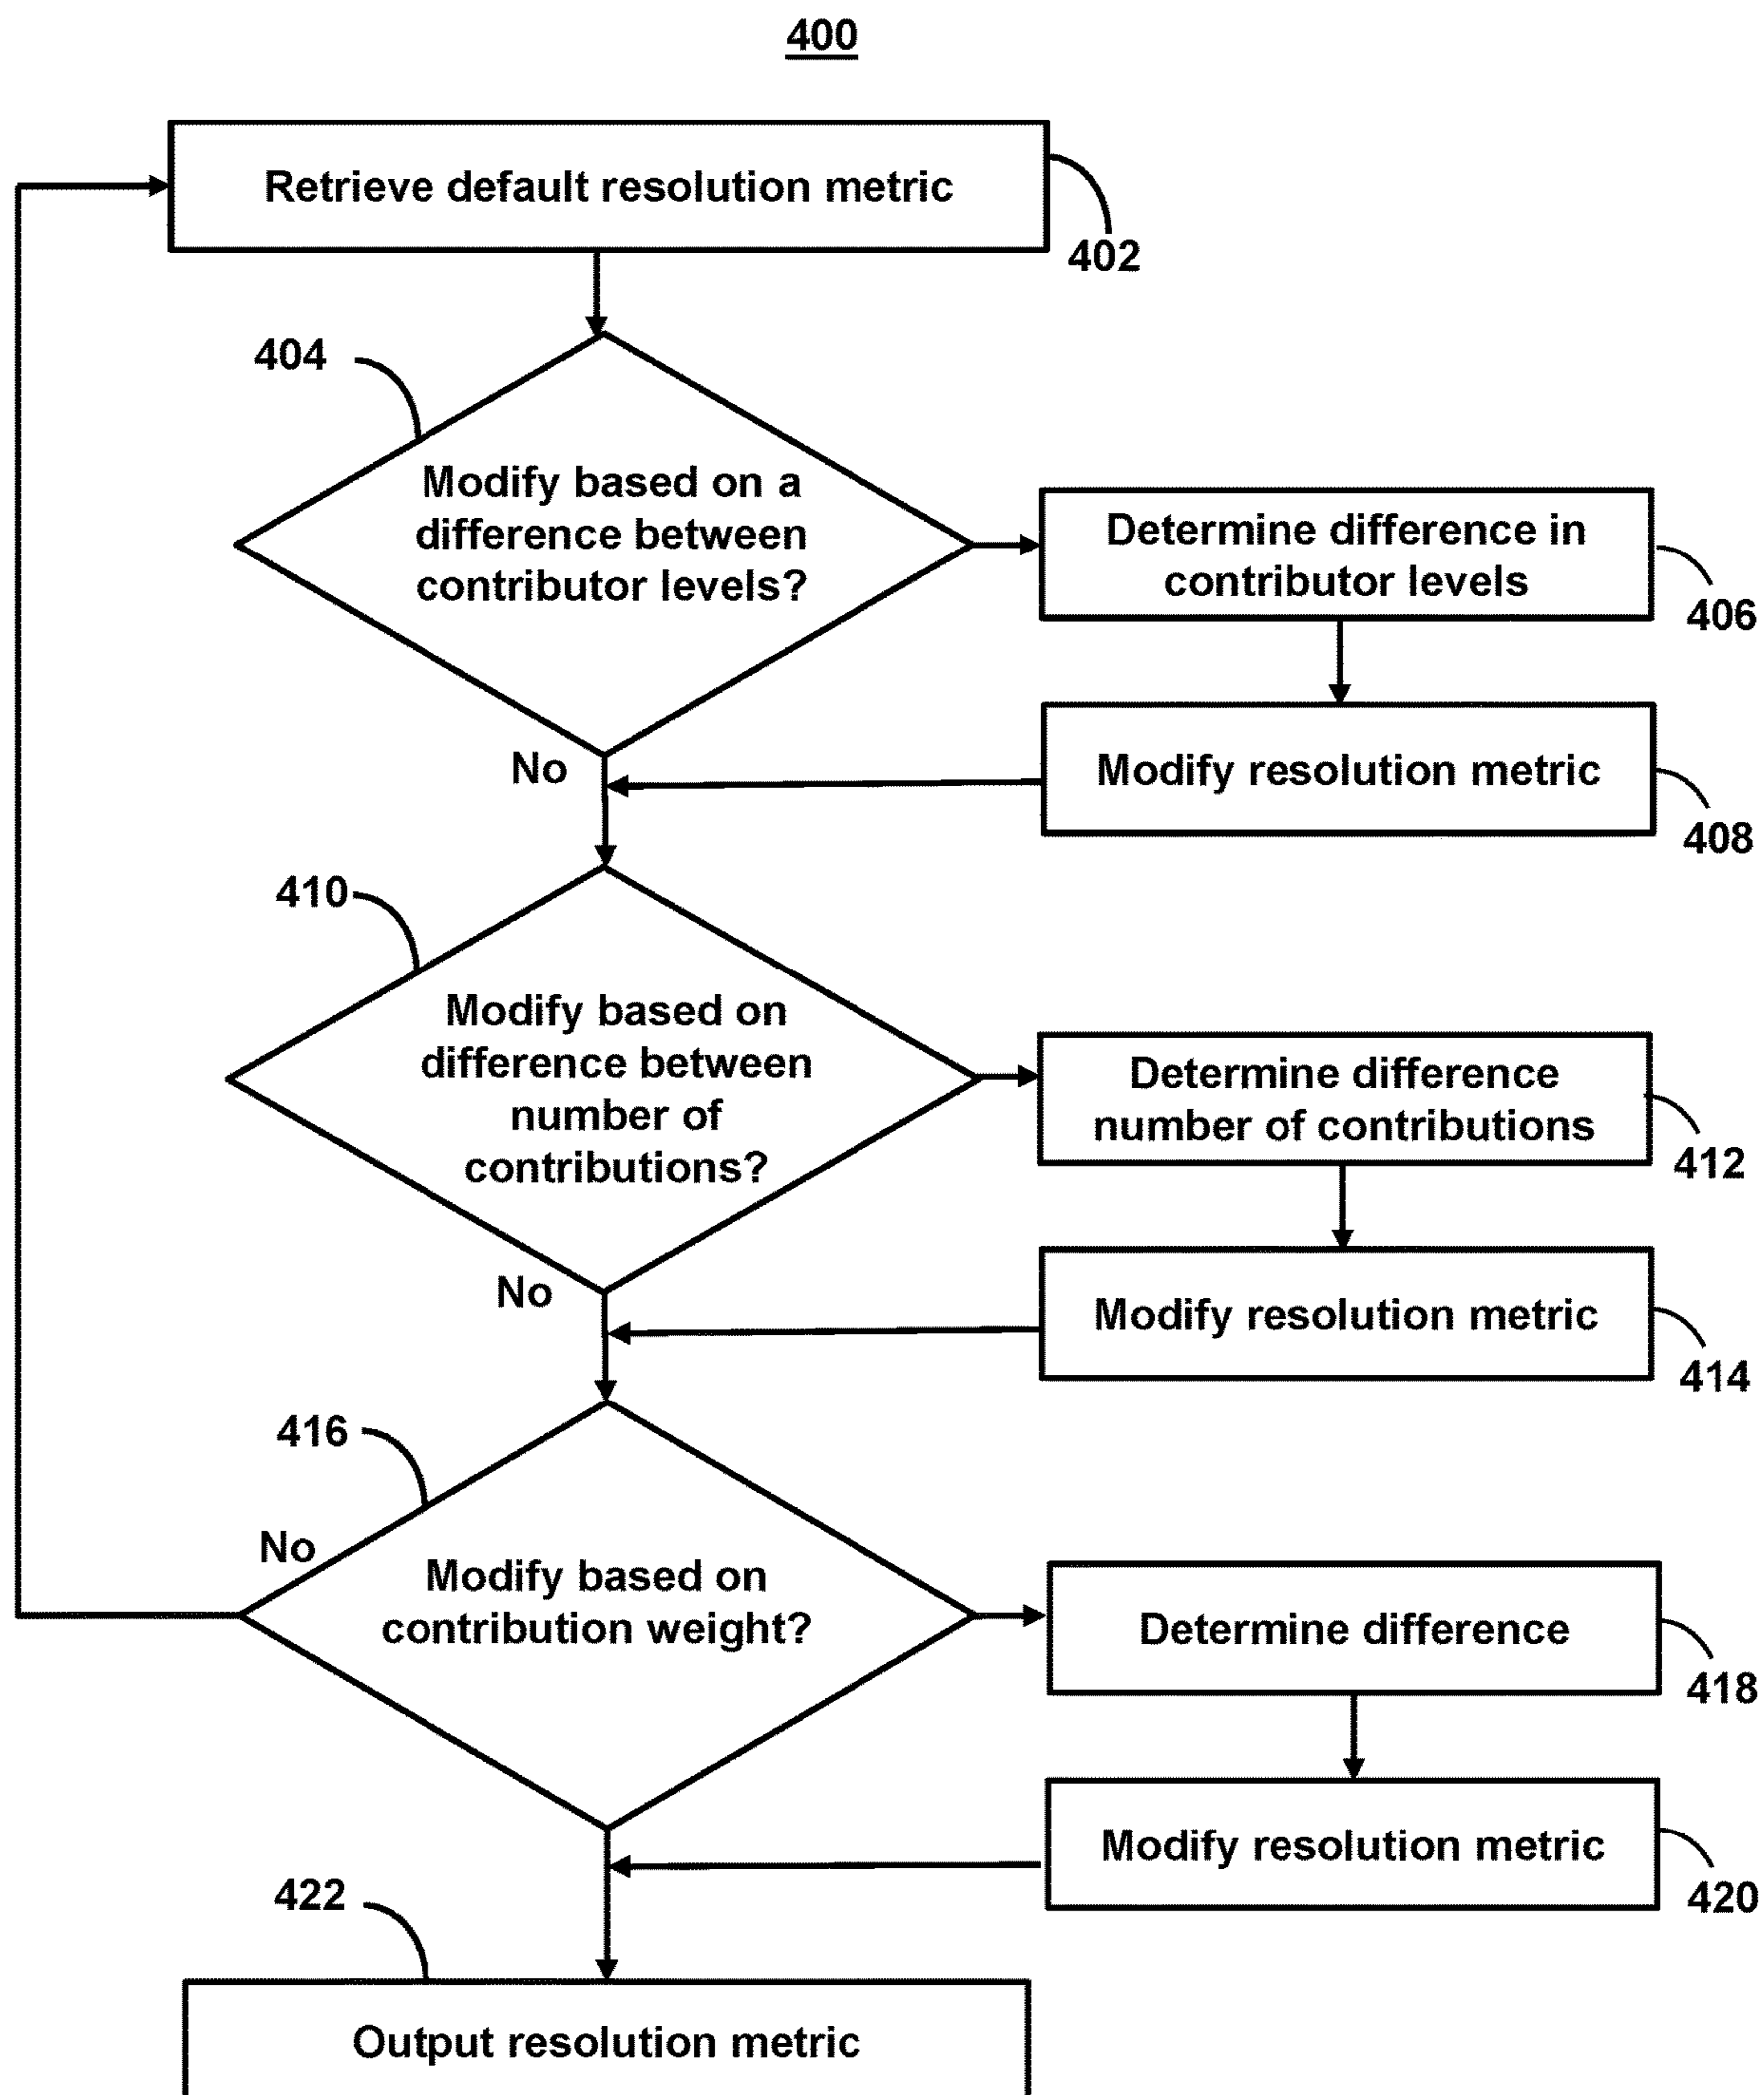 400
Retrieve default resolution metric
402
404
Modify based on a
difference between
contributor levels?
Determine difference in
contributor levels
406
No
Modify resolution metric
408
410
Modify based on
difference between
number of
contributions?
Determine difference
number of contributions
412
No
Modify resolution metric
414
416
No
Modify based on
contribution weight?
Determine difference
418
Modify resolution metric
420
422
Output resolution metric